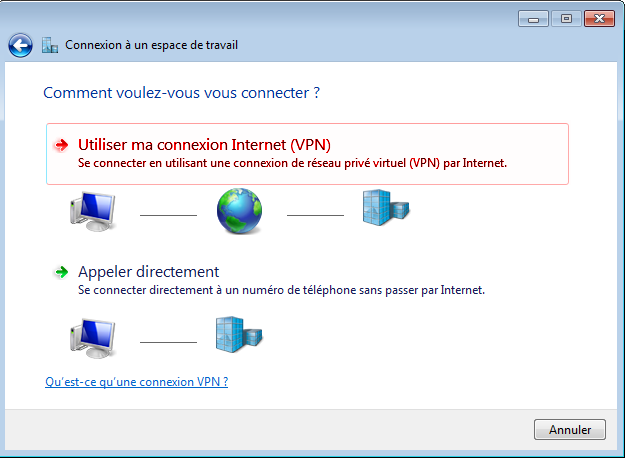 Connexion à un espace de travail
Comment voulez-vous vous connecter ?
Utiliser ma connexion Internet (VPN)
Se connecter en utilisant une connexion de réseau privé virtuel (VPN) par Internet.
Appeler directement
Se connecter directement à un numéro de téléphone sans passer par Internet.
Qu'est-ce qu'une connexion VPN ?
Annuler